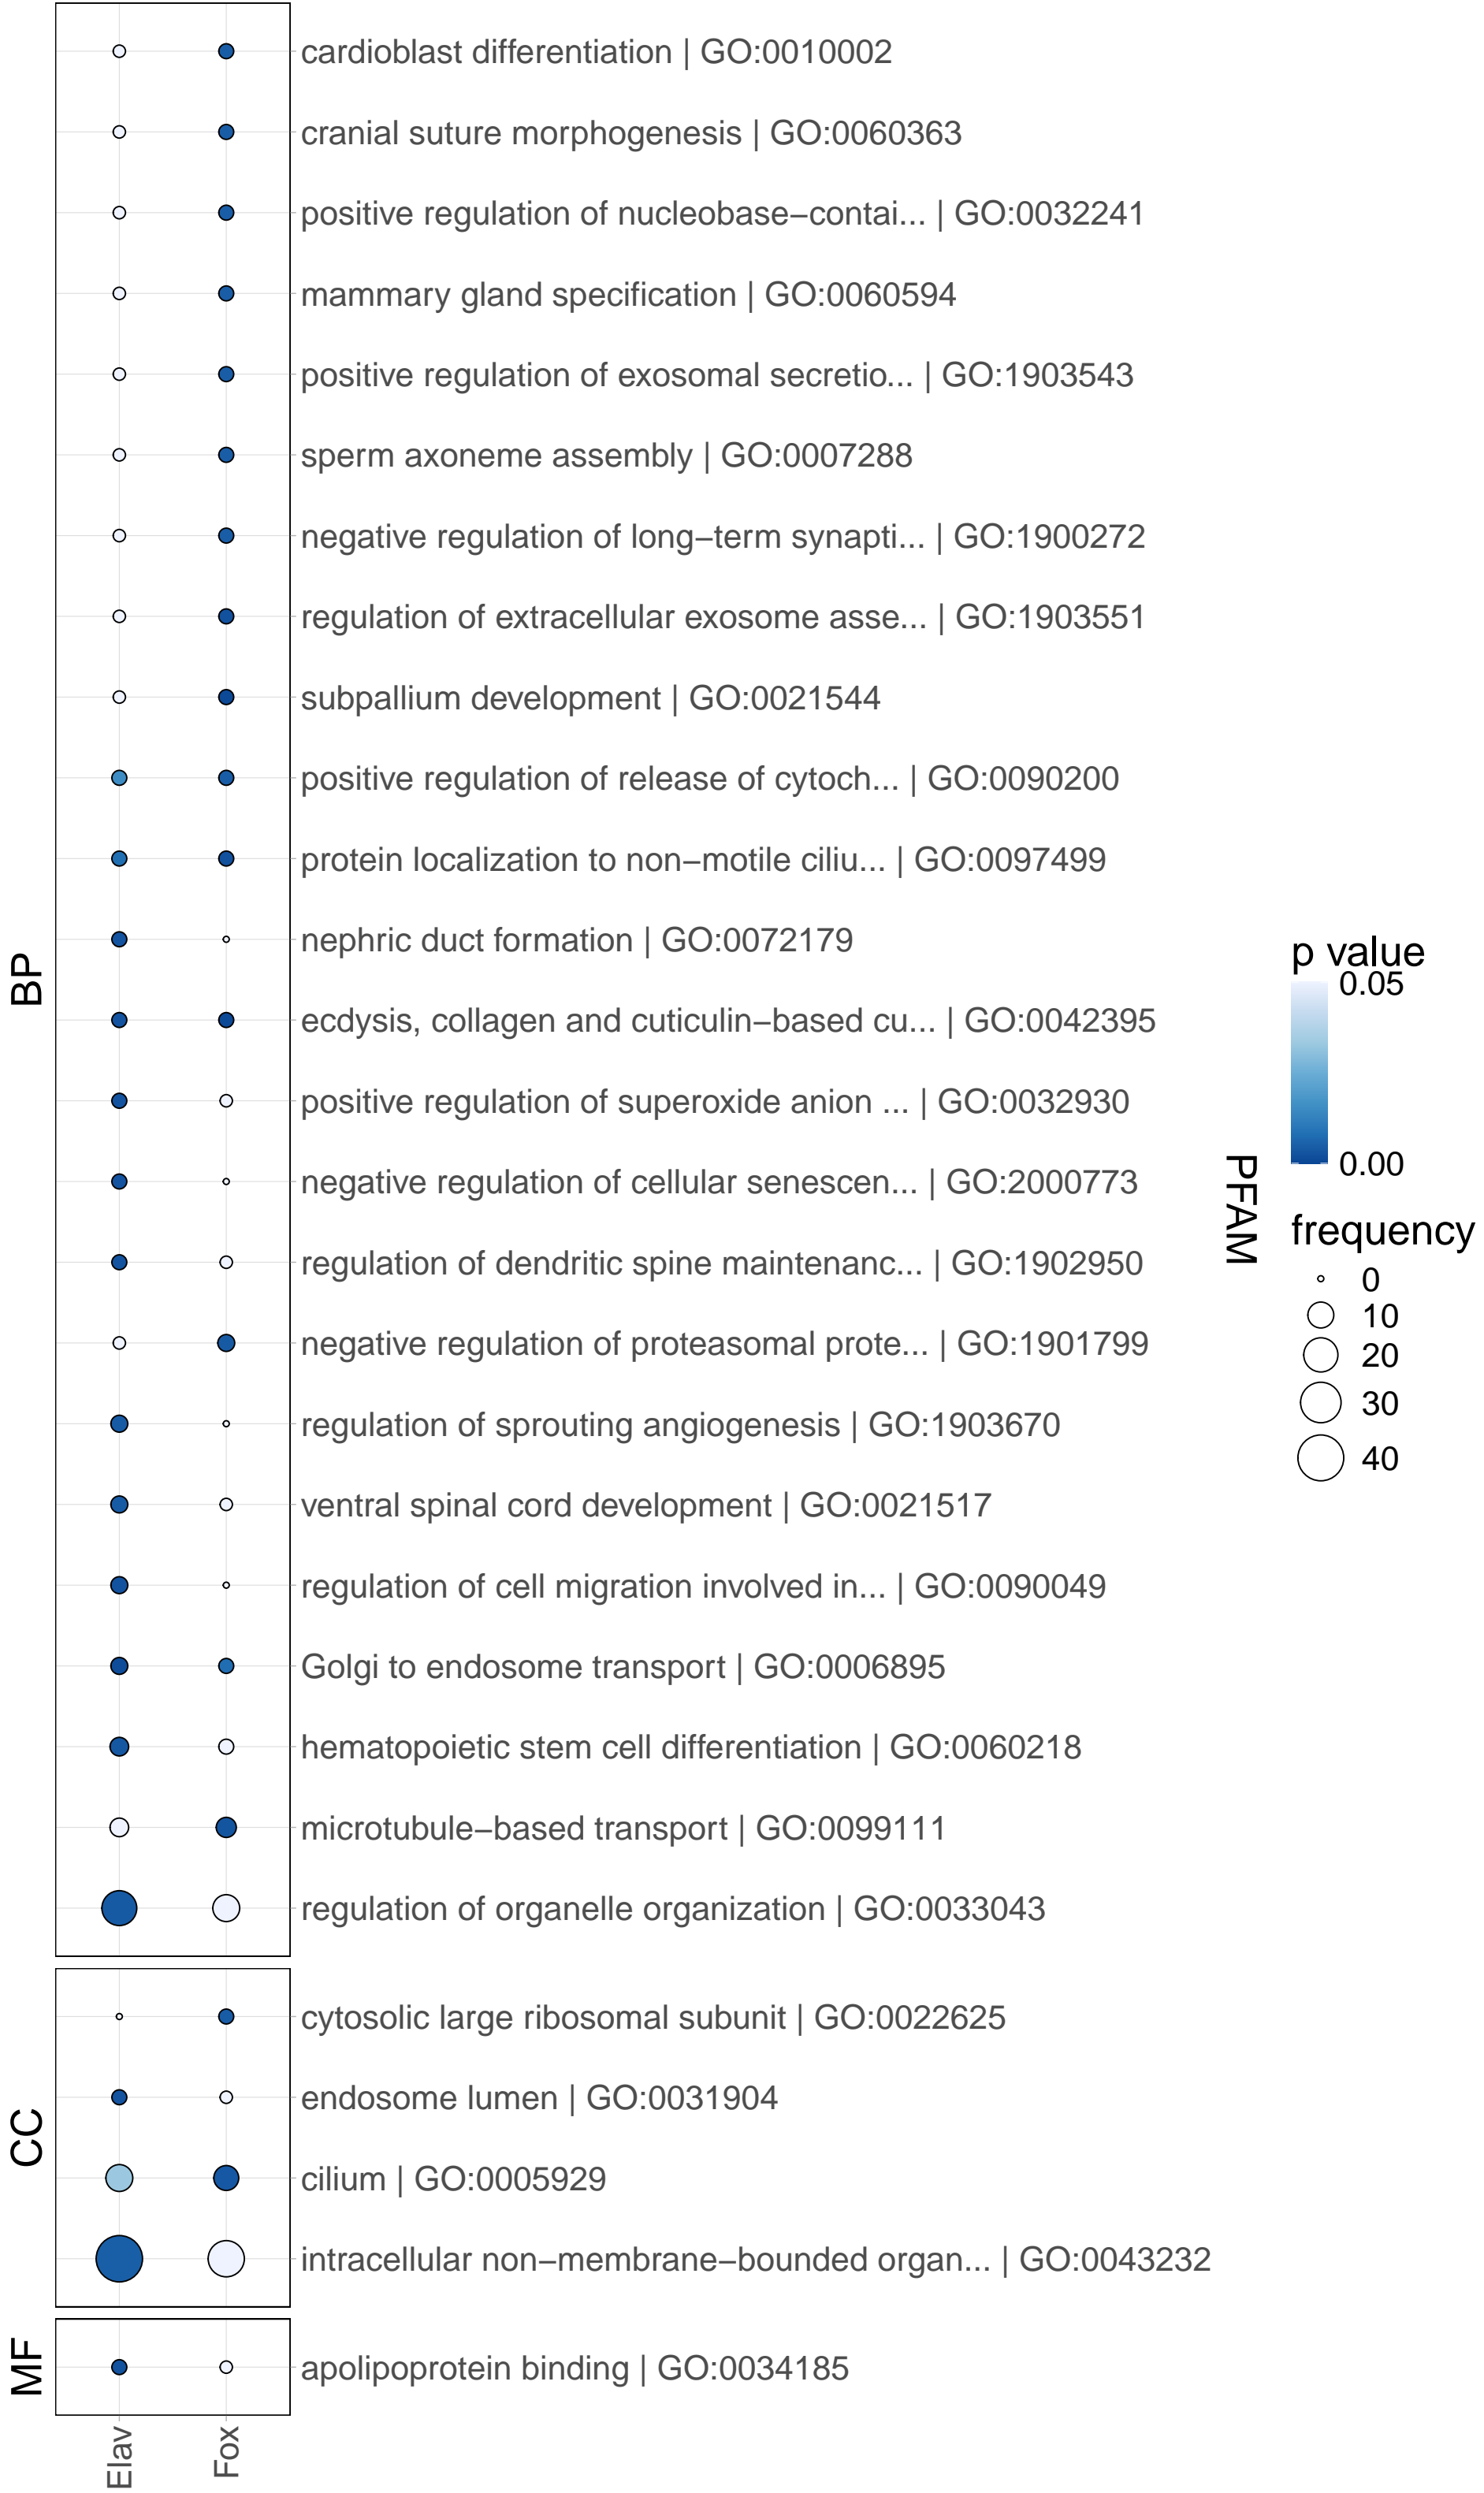 cardioblast differentiation | GO:0010002
cranial suture morphogenesis | GO:0060363
positive regulation of nucleobase−contai... | GO:0032241
mammary gland specification | GO:0060594
positive regulation of exosomal secretio... | GO:1903543
sperm axoneme assembly | GO:0007288
negative regulation of long−term synapti... | GO:1900272
regulation of extracellular exosome asse... | GO:1903551
subpallium development | GO:0021544
positive regulation of release of cytoch... | GO:0090200
protein localization to non−motile ciliu... | GO:0097499
nephric duct formation | GO:0072179
ecdysis, collagen and cuticulin−based cu... | GO:0042395
positive regulation of superoxide anion ... | GO:0032930
negative regulation of cellular senescen... | GO:2000773
regulation of dendritic spine maintenanc... | GO:1902950
negative regulation of proteasomal prote... | GO:1901799
regulation of sprouting angiogenesis | GO:1903670
ventral spinal cord development | GO:0021517
regulation of cell migration involved in... | GO:0090049
Golgi to endosome transport | GO:0006895
hematopoietic stem cell differentiation | GO:0060218
microtubule−based transport | GO:0099111
regulation of organelle organization | GO:0033043
BP
cytosolic large ribosomal subunit | GO:0022625
endosome lumen | GO:0031904
cilium | GO:0005929
intracellular non−membrane−bounded organ... | GO:0043232
CC
apolipoprotein binding | GO:0034185
MF
Elav
Fox
PFAM
p value
0.05
0.00
frequency
0
10
20
30
40